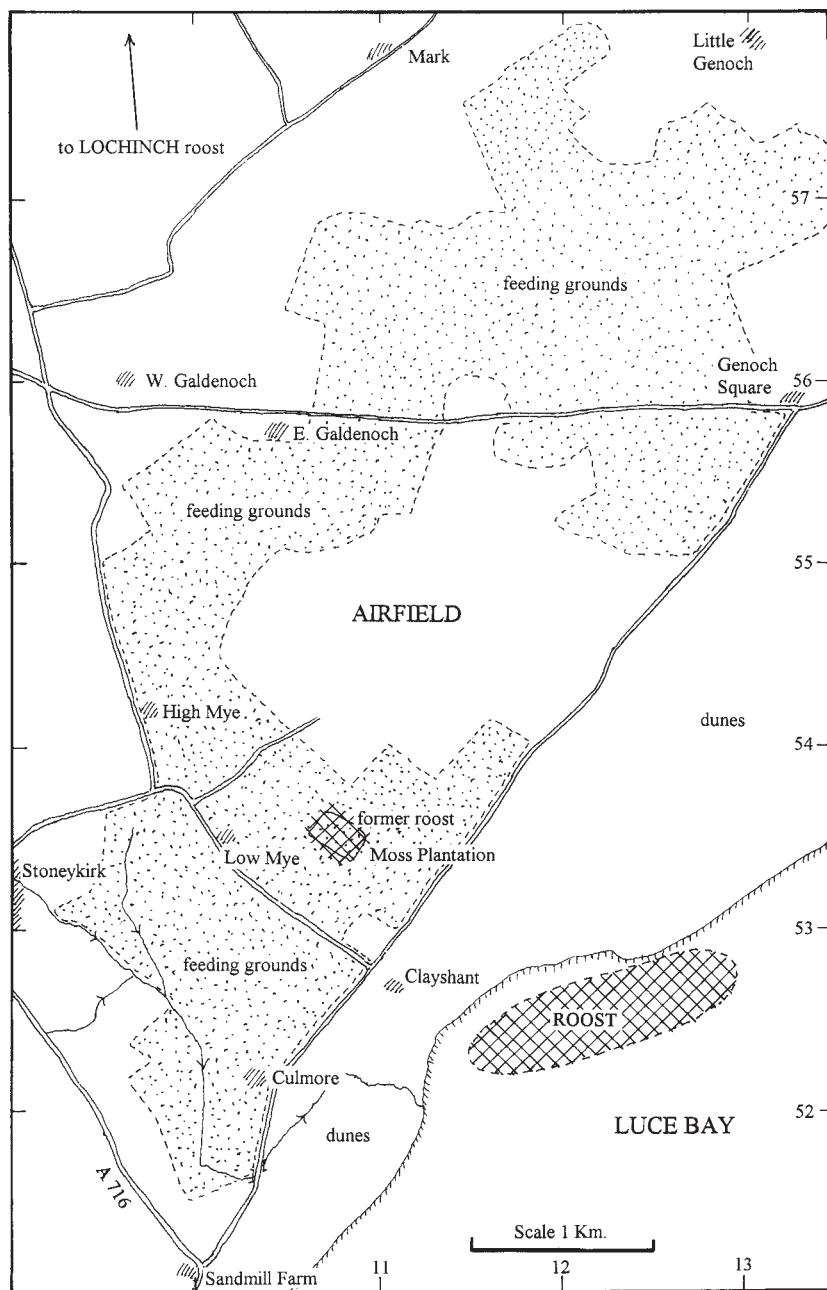 Mark
Little
Genoch
to LOCHINCH roost
57
feeding grounds
W. Galdenoch
Genoch
Square
56
E. Galdenoch
feeding grounds
55
AIRFIELD
High Mye
dunes
54
former roost
Low Mye
Moss Plantation
Stoneykirk
53
feeding grounds
Clayshant
ROOST
Culmore
52
dunes
LUCE BAY
A 716
Scale 1 Km.
11
12
13
Sandmill Farm